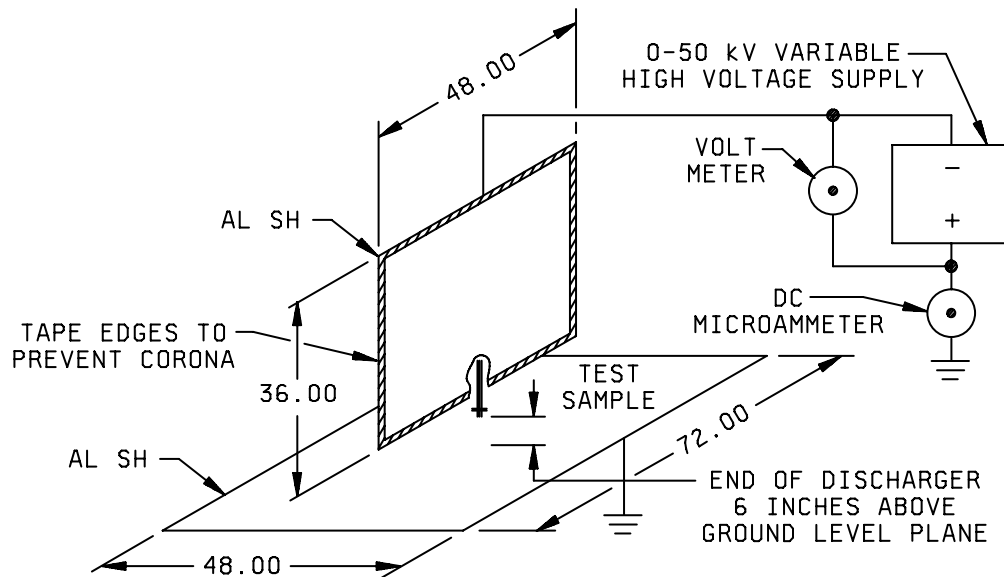 48.00
0-50 kV VARIABLE
HIGH VOLTAGE SUPPLY
VOLT
METER
-
+
AL SH
DC
MICROAMMETER
TAPE EDGES TO
PREVENT CORONA
36.00
TEST
SAMPLE
72.00
AL SH
END OF DISCHARGER
6 INCHES ABOVE
GROUND LEVEL PLANE
48.00